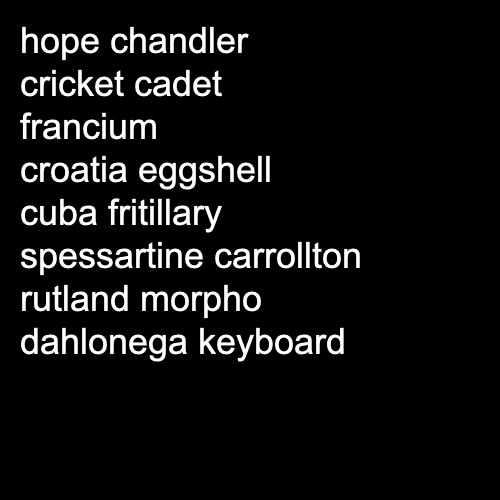 hope chandler
cricket cadet
francium
croatia eggshell
cuba fritillary
spessartine carrollton
rutland morpho
dahlonega keyboard